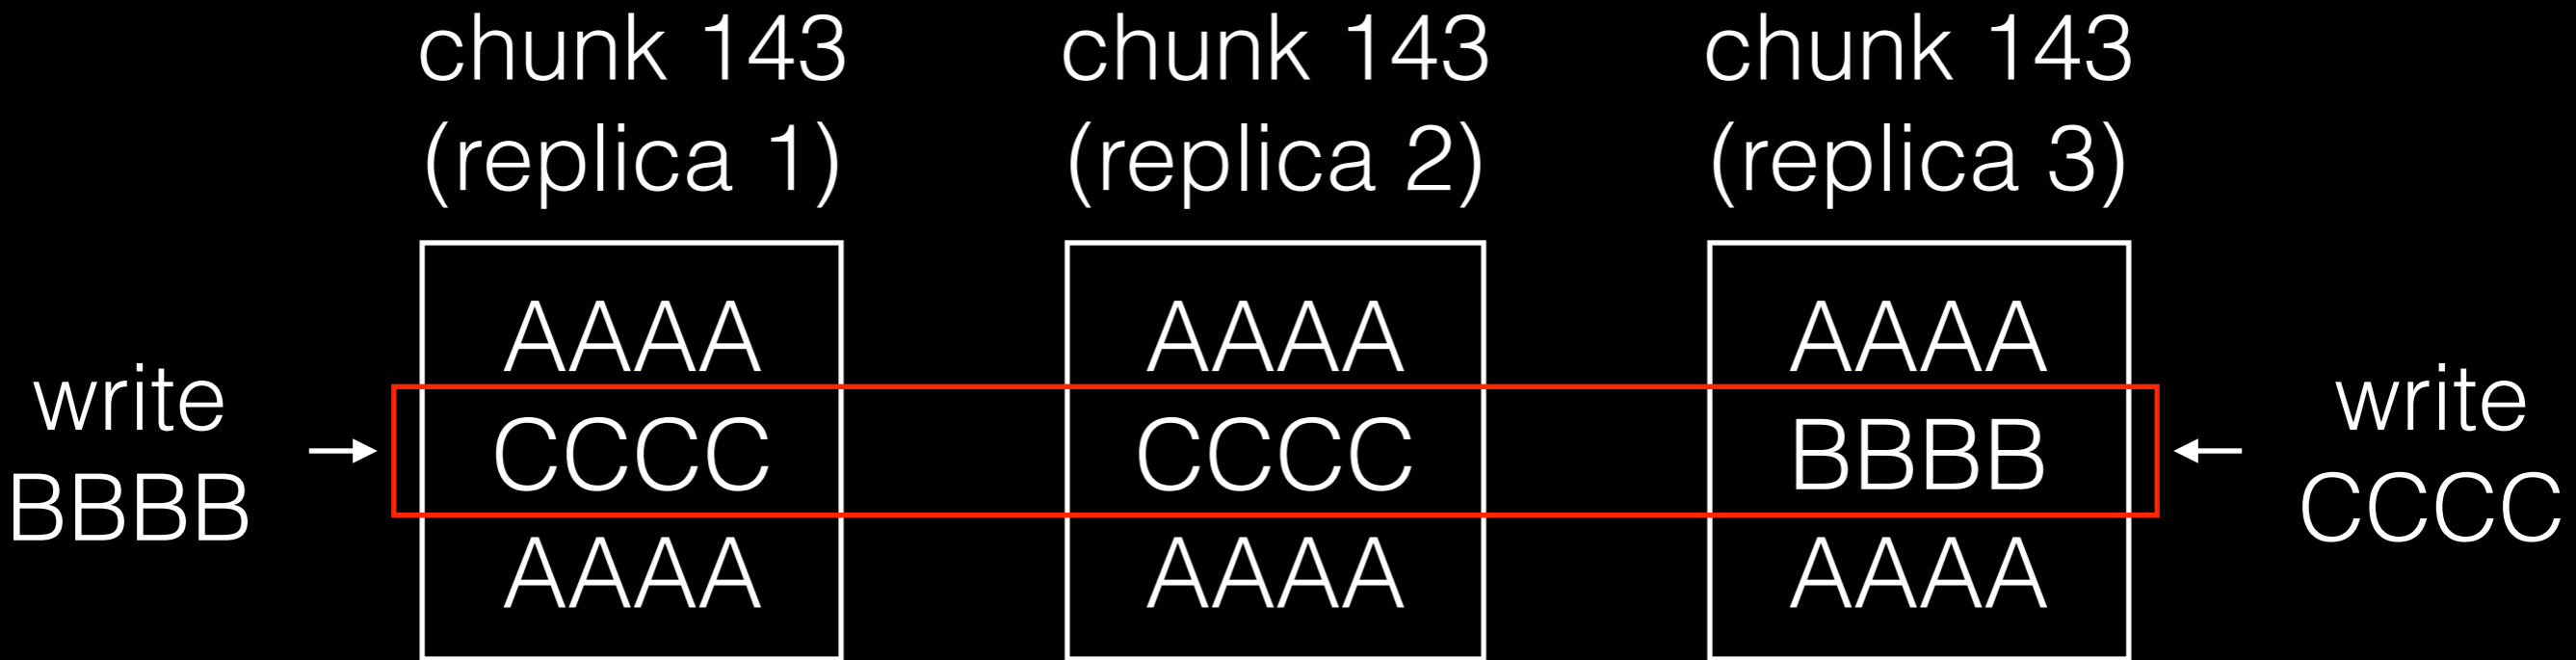 chunk 143
(replica 1)
chunk 143
(replica 2)
chunk 143
(replica 3)
write
BBBB
AAAA
CCCC
AAAA
AAAA
CCCC
AAAA
AAAA
BBBB
AAAA
write
CCCC